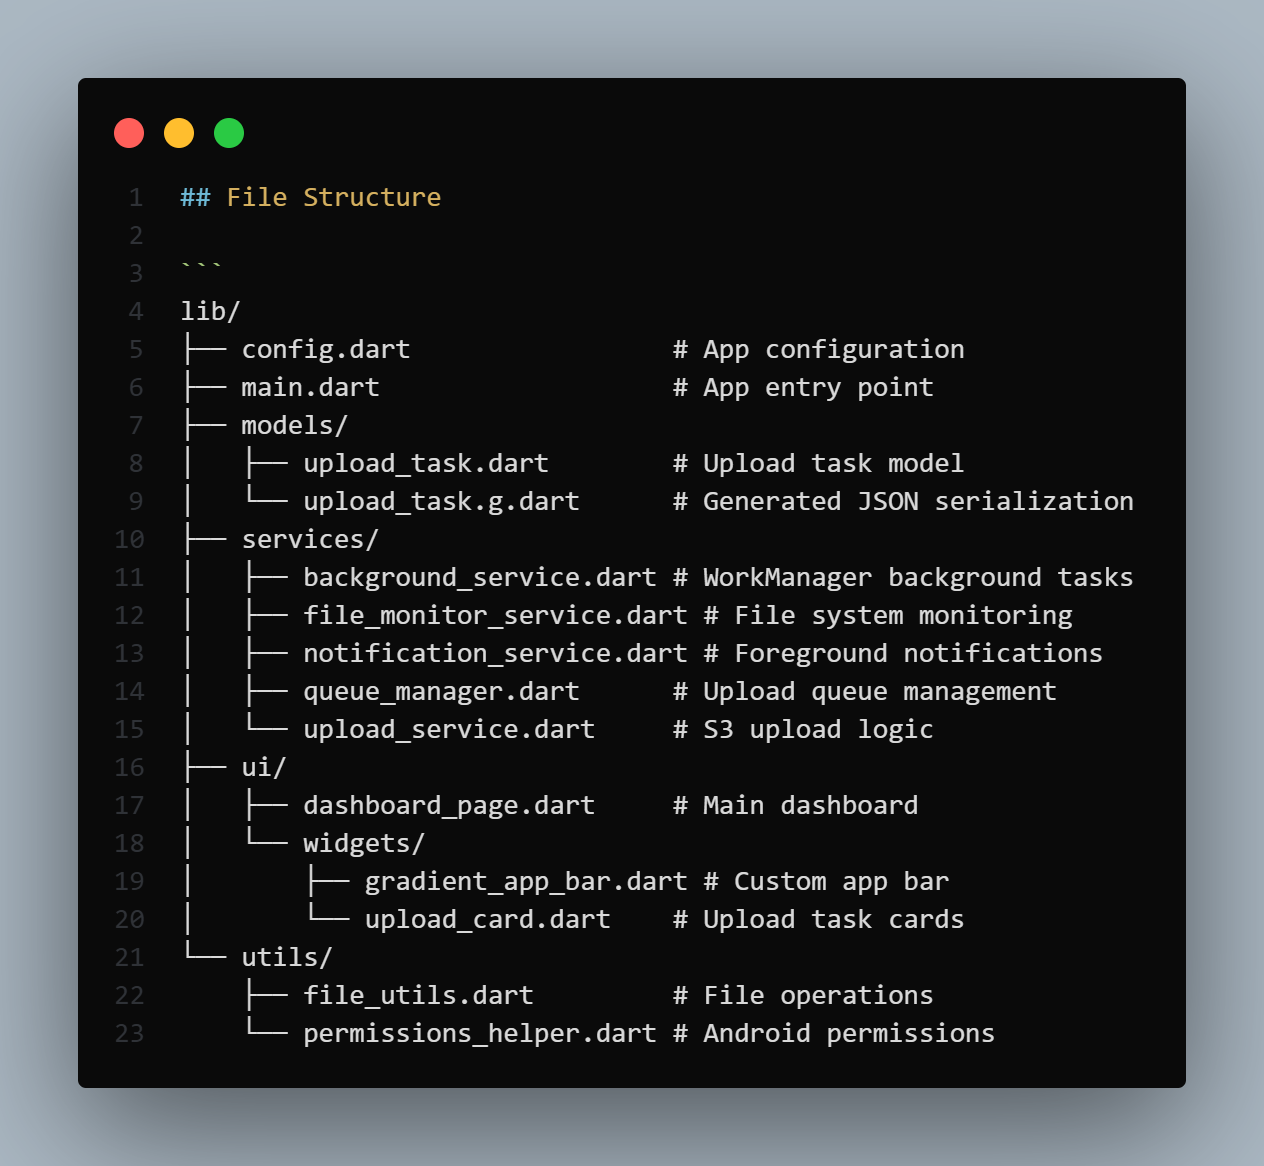 1 ## File Structure
2
3 ```
4 lib/
5 ├── config.dart                 # App configuration
6 ├── main.dart                   # App entry point
7 ├── models/
8 │   ├── upload_task.dart        # Upload task model
9 │   └── upload_task.g.dart      # Generated JSON serialization
10 ├── services/
11 │   ├── background_service.dart # WorkManager background tasks
12 │   ├── file_monitor_service.dart # File system monitoring
13 │   ├── notification_service.dart # Foreground notifications
14 │   ├── queue_manager.dart      # Upload queue management
15 │   └── upload_service.dart     # S3 upload logic
16 ├── ui/
17 │   ├── dashboard_page.dart     # Main dashboard
18 │   └── widgets/
19 │       ├── gradient_app_bar.dart # Custom app bar
20 │       └── upload_card.dart    # Upload task cards
21 └── utils/
22     ├── file_utils.dart         # File operations
23     └── permissions_helper.dart # Android permissions